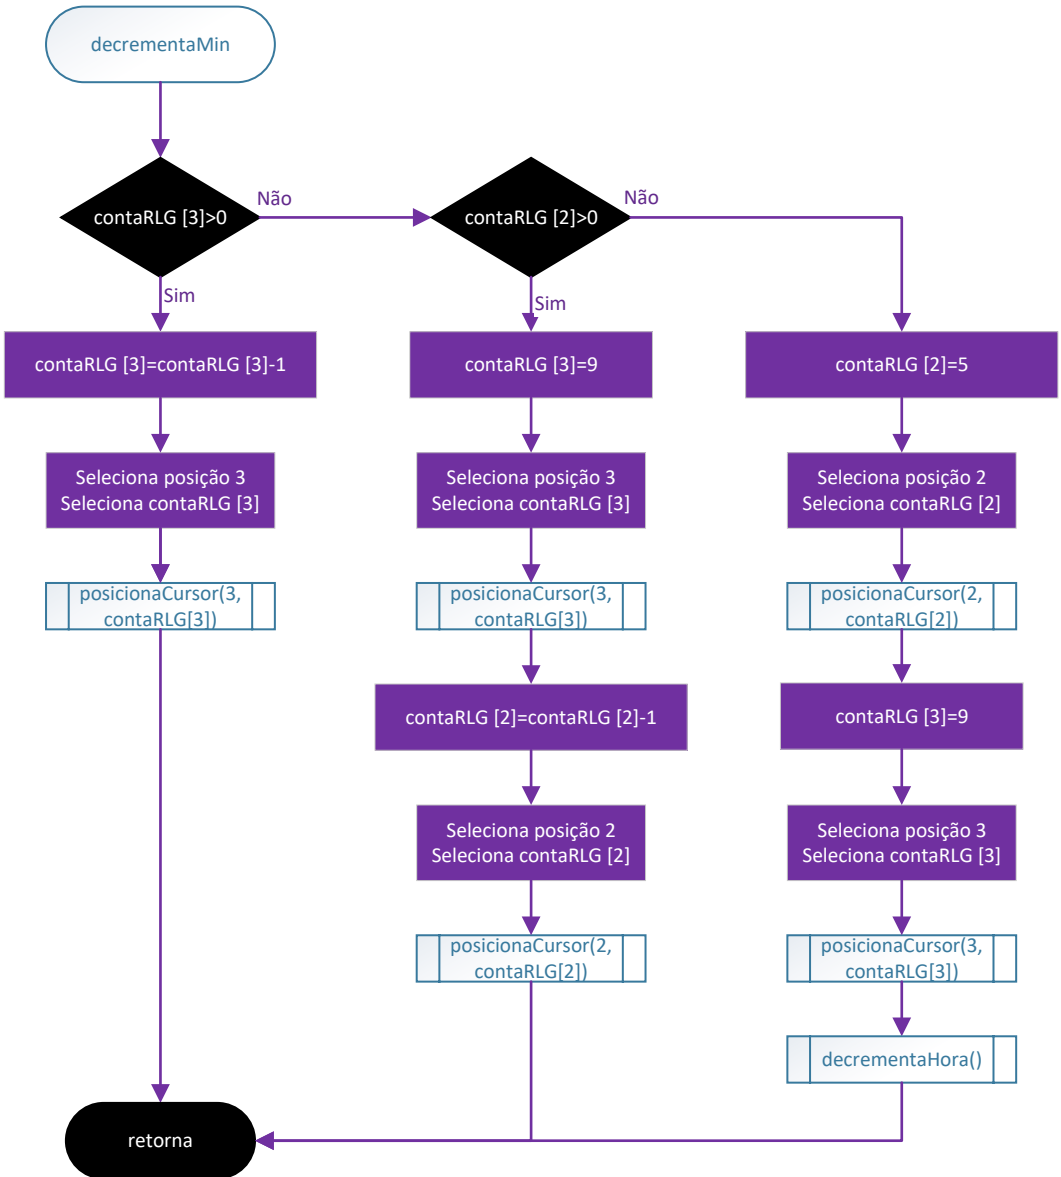 decrementaMin
contaRLG [3]>0
Não
contaRLG [2]>0
Não
Sim
Sim
contaRLG [3]=contaRLG [3]-1
contaRLG [3]=9
contaRLG [2]=5
Seleciona posição 3
Seleciona contaRLG [3]
Seleciona posição 3
Seleciona contaRLG [3]
Seleciona posição 2
Seleciona contaRLG [2]
posicionaCursor(3,
contaRLG[3])
posicionaCursor(3,
contaRLG[3])
posicionaCursor(2,
contaRLG[2])
contaRLG [2]=contaRLG [2]-1
contaRLG [3]=9
Seleciona posição 2
Seleciona contaRLG [2]
Seleciona posição 3
Seleciona contaRLG [3]
posicionaCursor(2,
contaRLG[2])
posicionaCursor(3,
contaRLG[3])
decrementaHora()
retorna